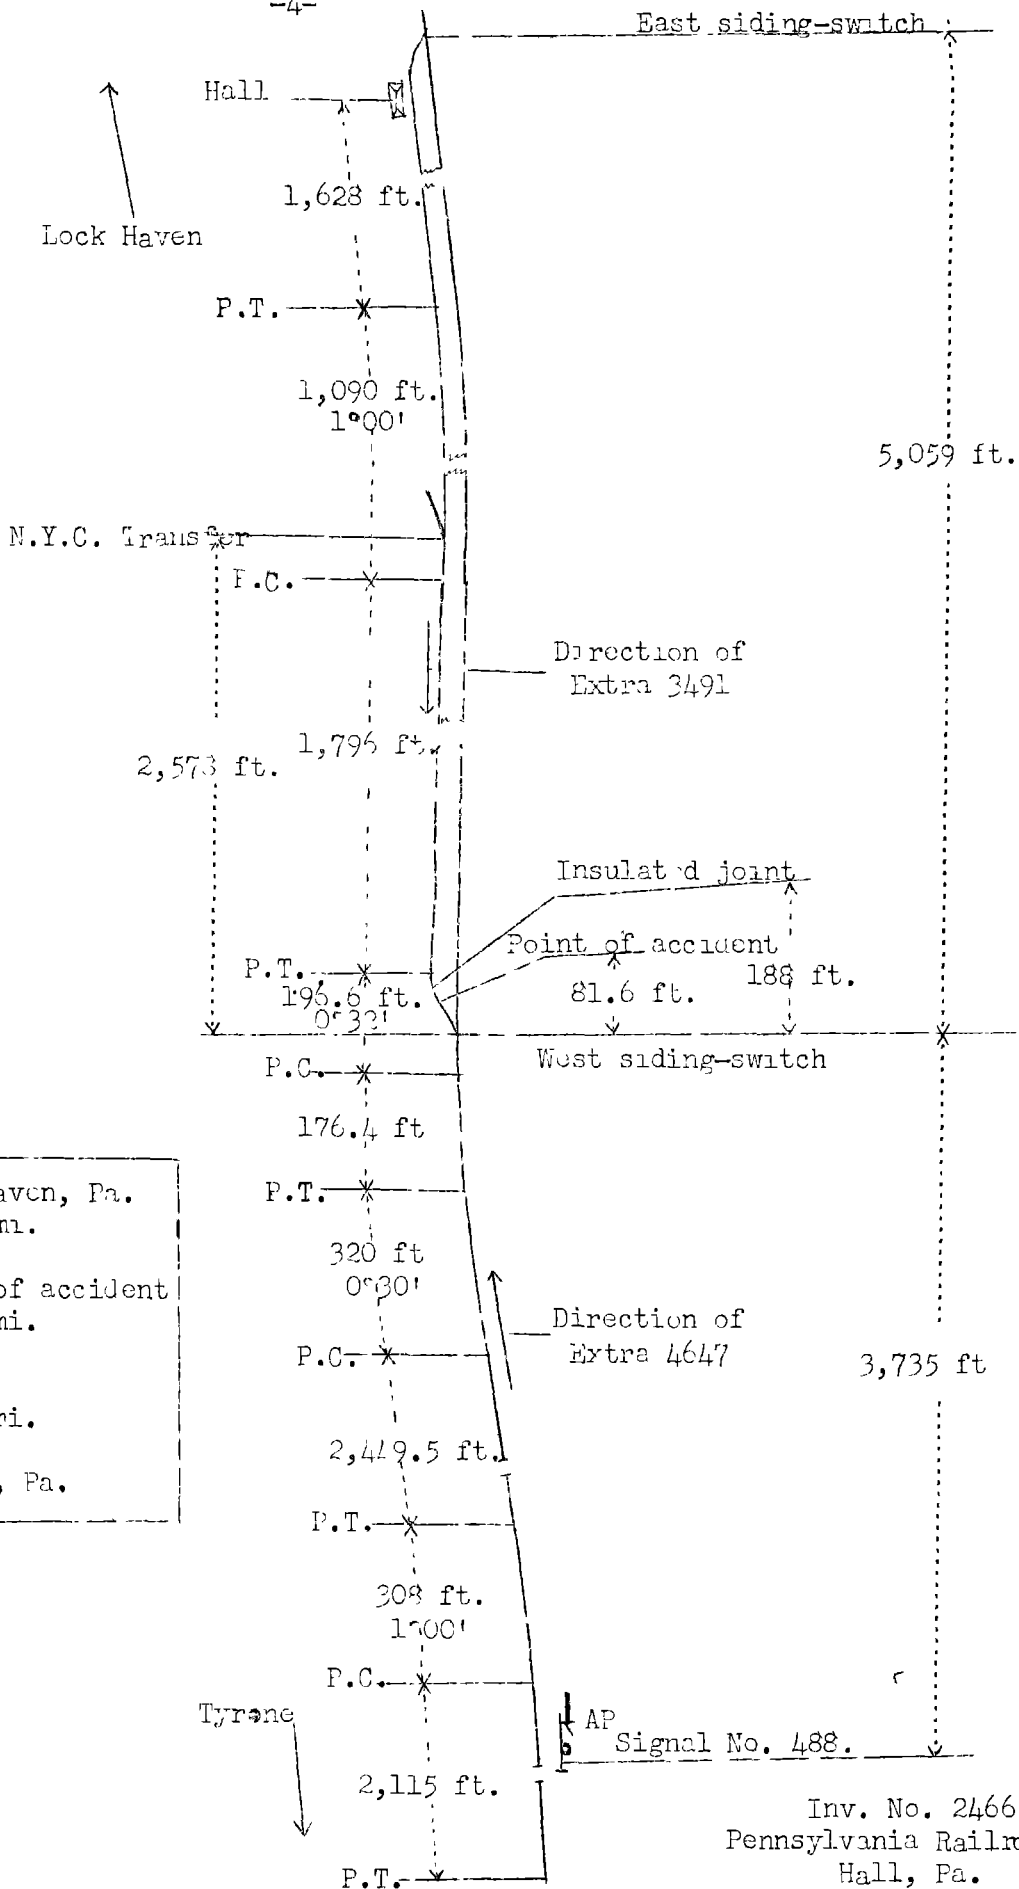 -4-
East siding-switch
Hall
1,628 ft.
Lock Haven
P.T.
1,090 ft.
1°00'
5,059 ft.
N.Y.C. Transfer
P.C.
Direction of
Extra 3491
1,795 ft.
2,573 ft.
Insulat d joint
Point of accident
188 ft.
81.6 ft.
P.T.
196.6 ft.
0°32'
West siding-switch
P.C.
176.4 ft
P.T.
aven, Pa.
mi.
of accident
mi.
mi.
, Pa.
320 ft
0°30'
Direction of
Extra 4647
P.C.
3,735 ft
2,449.5 ft.
P.T.
308 ft.
1°00'
P.C.
Tyrone
AP
Signal No. 488.
2,115 ft.
P.T.
Inv. No. 2466
Pennsylvania Railr
Hall, Pa.